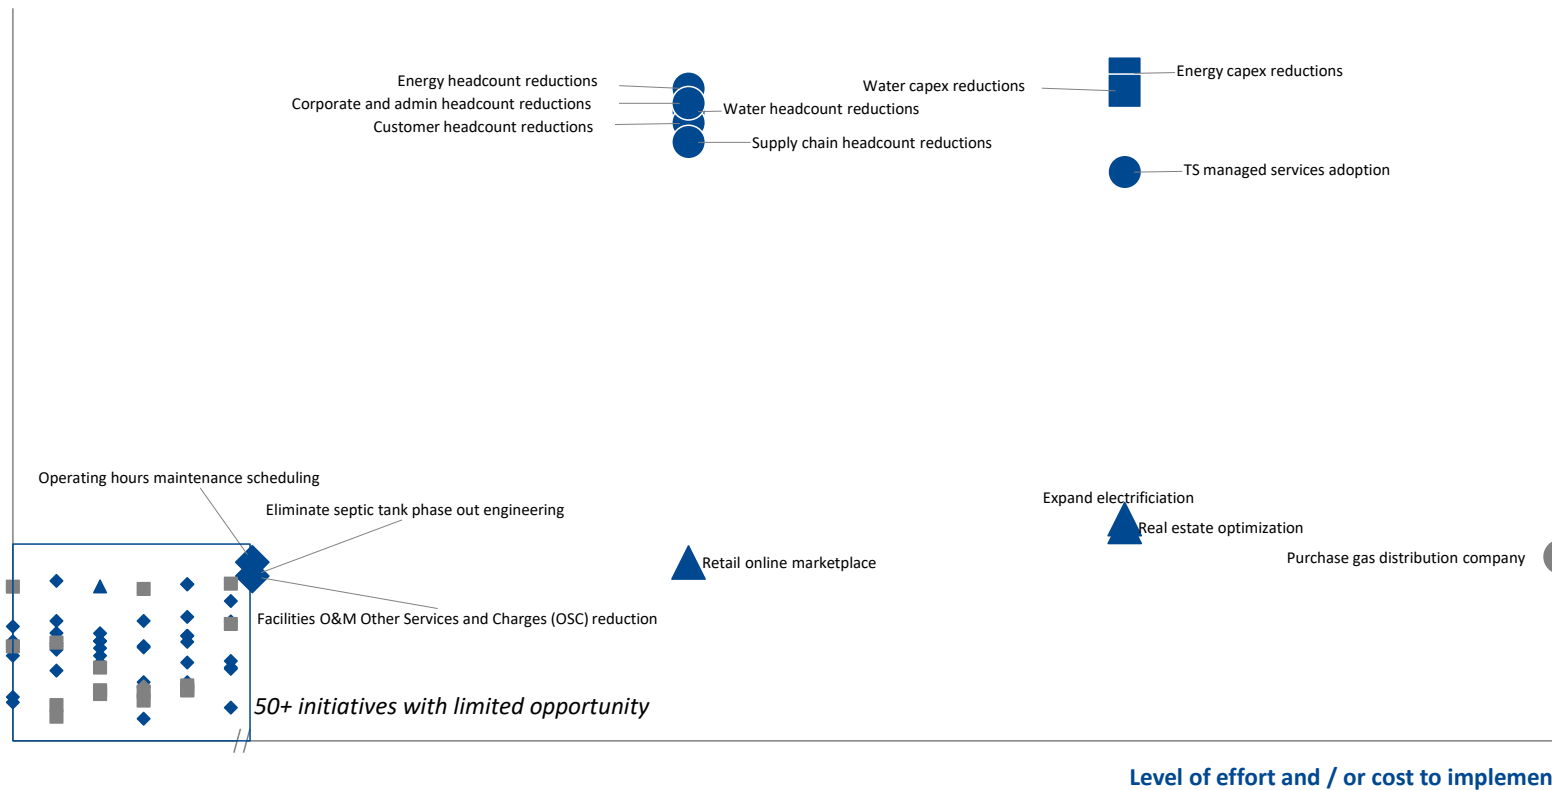 Energy capex reductions
Energy headcount reductions
Water capex reductions
Corporate and admin headcount reductions
Water headcount reductions
Customer headcount reductions
Supply chain headcount reductions
TS managed services adoption
Operating hours maintenance scheduling
Expand electrificiation
Eliminate septic tank phase out engineering
Real estate optimization
Purchase gas distribution company
Retail online marketplace
Facilities O&M Other Services and Charges (OSC) reduction
50+ initiatives with limited opportunity
Level of effort and / or cost to implemen